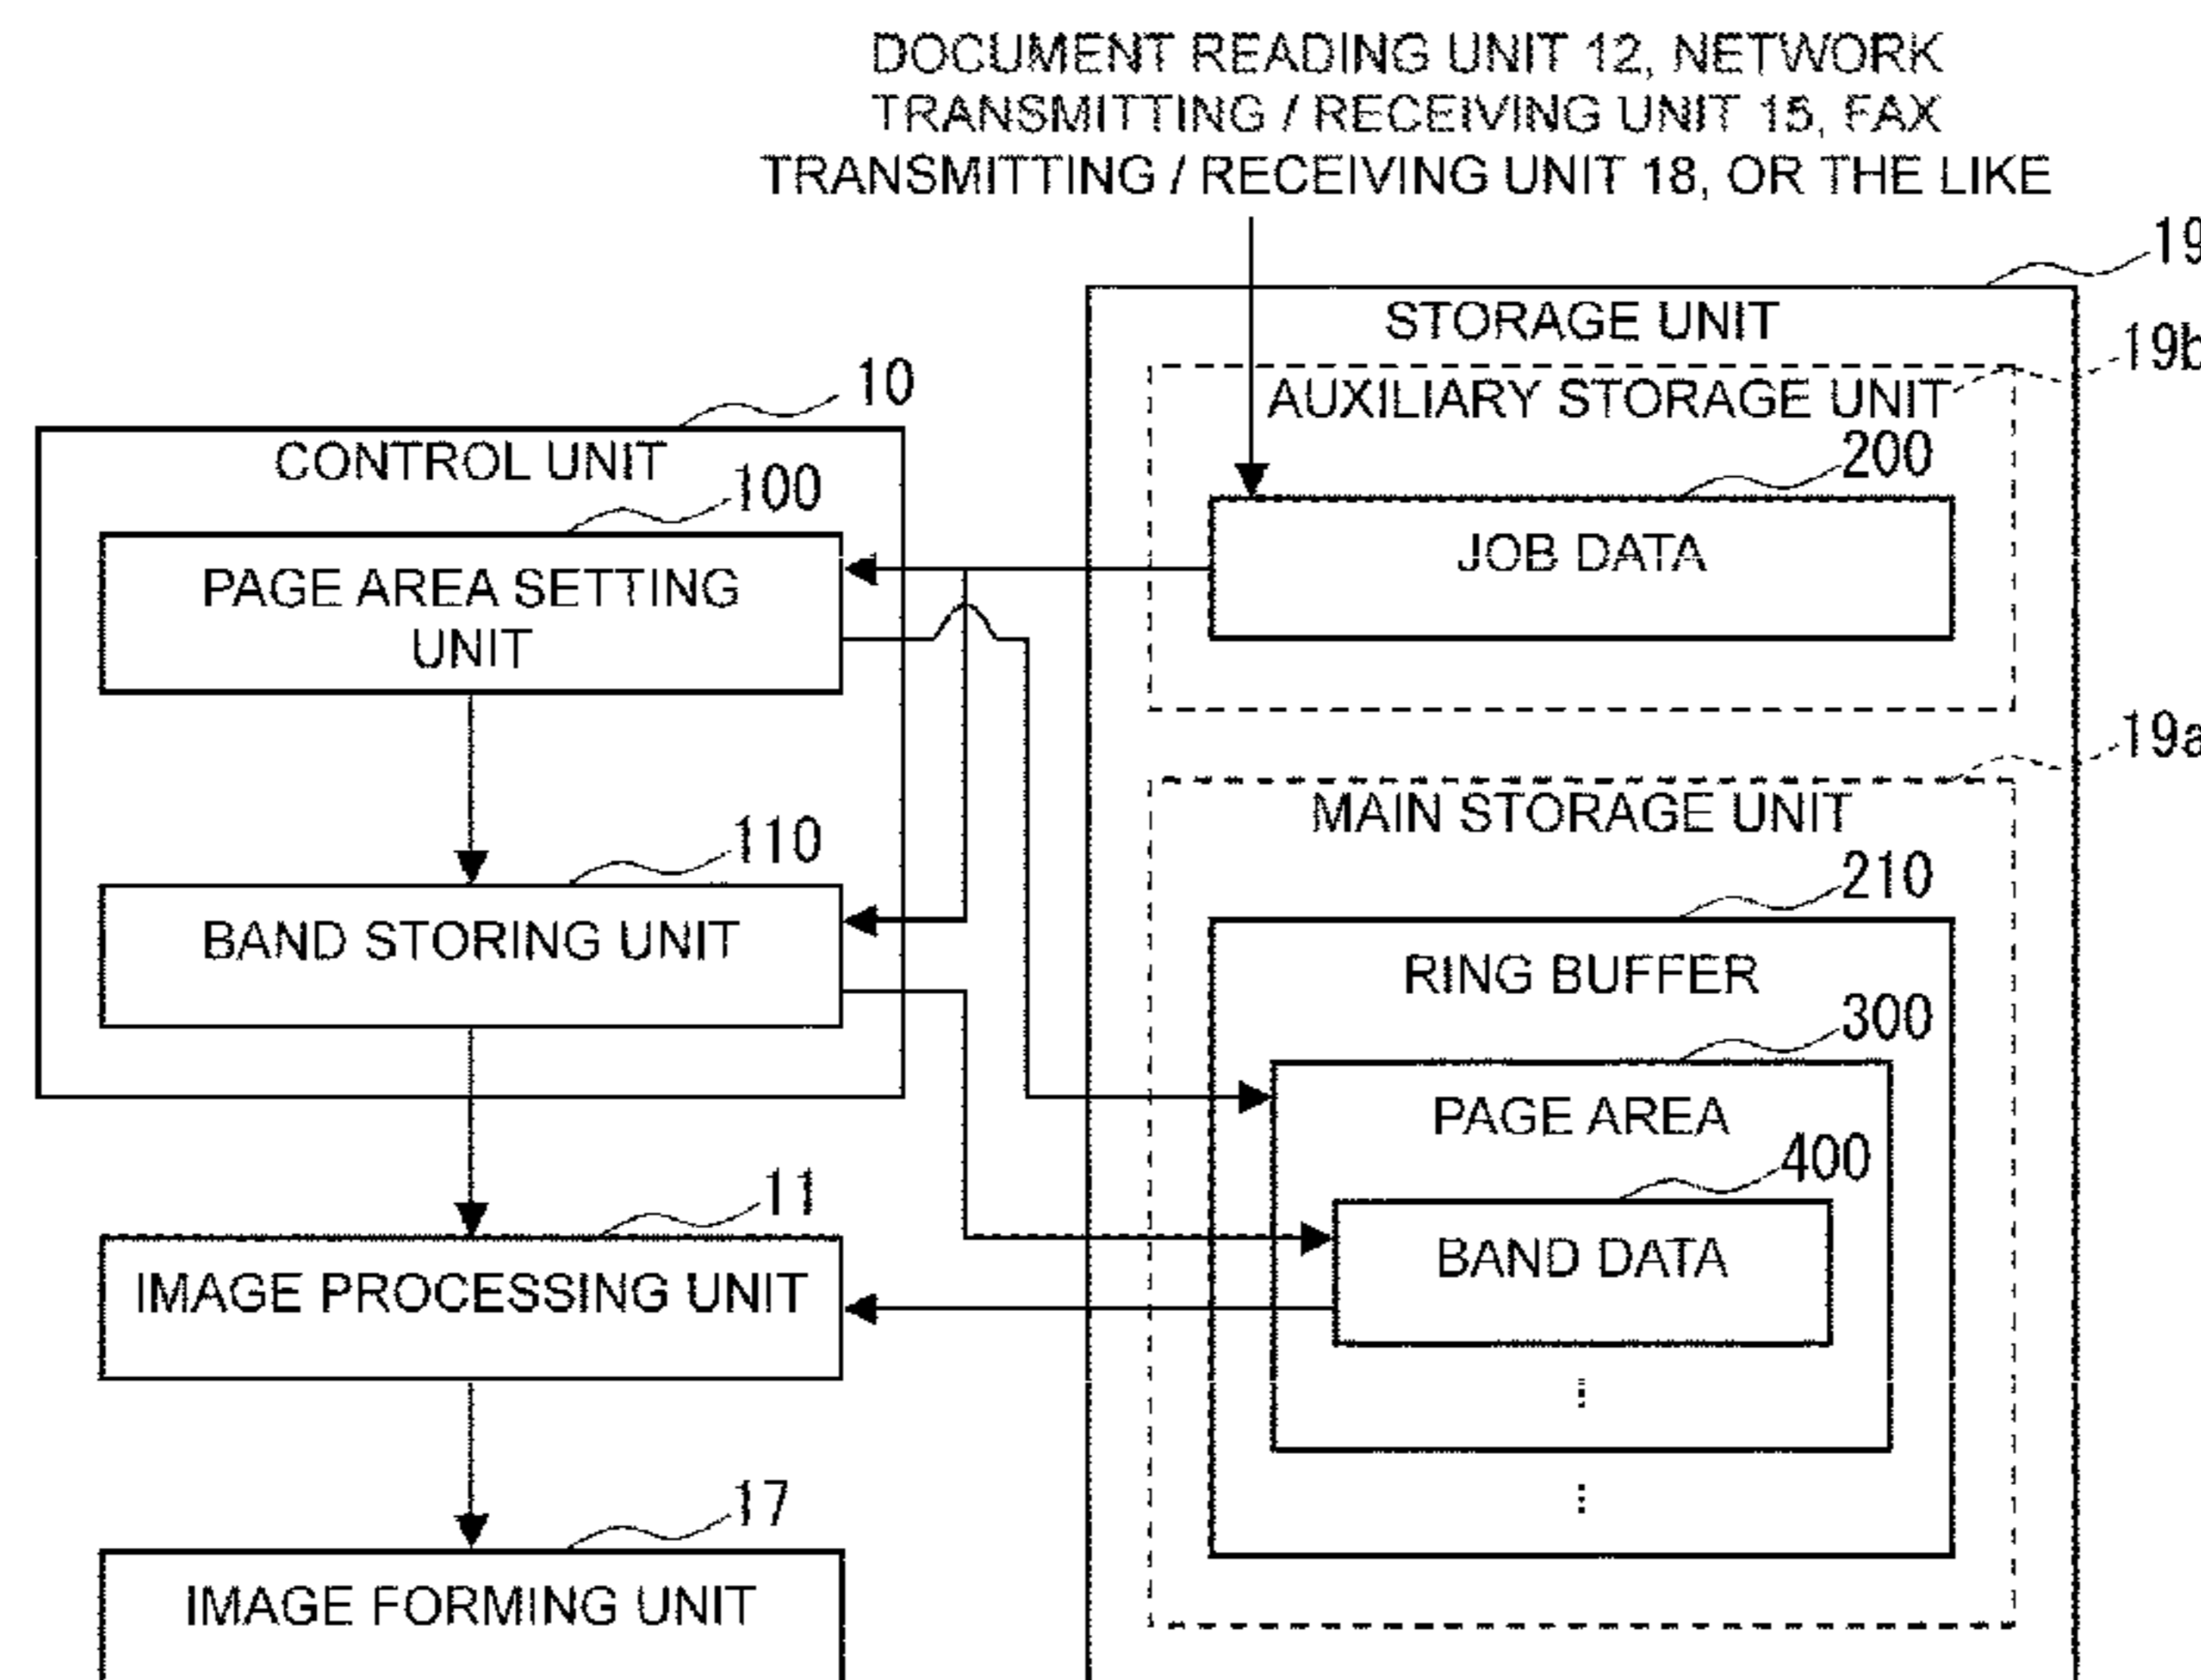 DOCUMENT READING UNIT 12, NETWORK
TRANSMITTING / RECEIVING UNIT 15, FAX
TRANSMITTING / RECEIVING UNIT 18, OR THE LIKE
19
STORAGE UNIT
19b
AUXILIARY STORAGE UNIT
200
JOB DATA
10
CONTROL UNIT
100
PAGE AREA SETTING
UNIT
110
BAND STORING UNIT
19a
MAIN STORAGE UNIT
210
RING BUFFER
300
PAGE AREA
400
BAND DATA
11
IMAGE PROCESSING UNIT
17
IMAGE FORMING UNIT